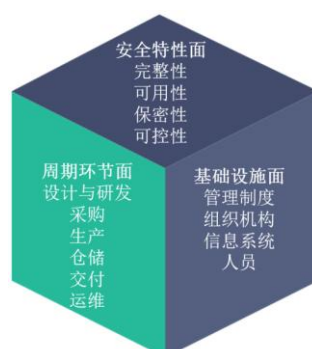 安全特性面
完整性
可用性
保密性
可控性
周期环节面
设计与研发
采购
生产
仓储
交付
运维
基础设施面
管理制度
组织机构
信息系统
人员